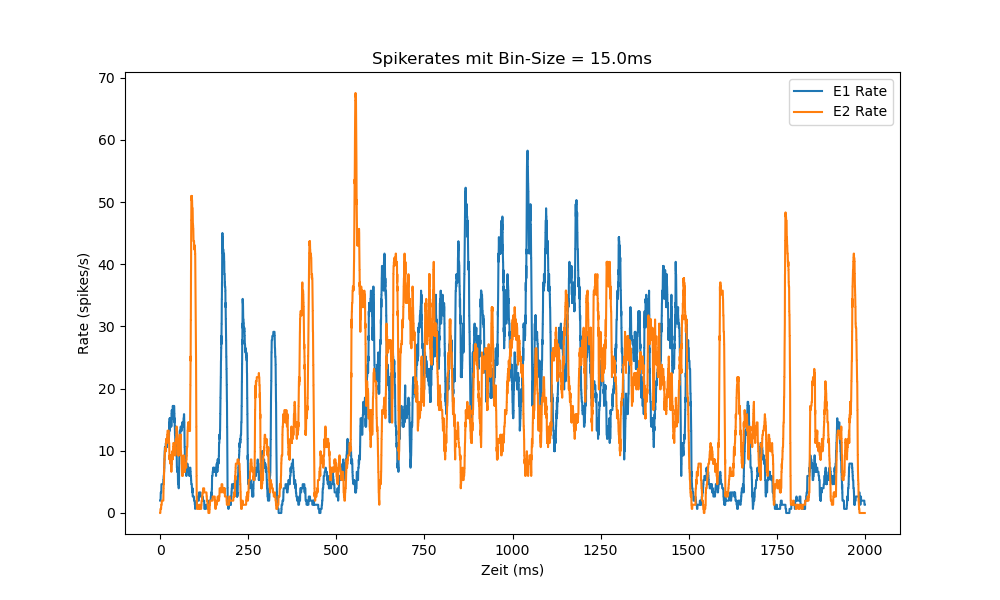 Spikerates mit Bin-Size = 15.0ms
E1 Rate
E2 Rate
Rate (spikes/s)
70
60
50
40
30
20
10
0
0 250 500 750 1000 1250 1500 1750 2000
Zeit (ms)